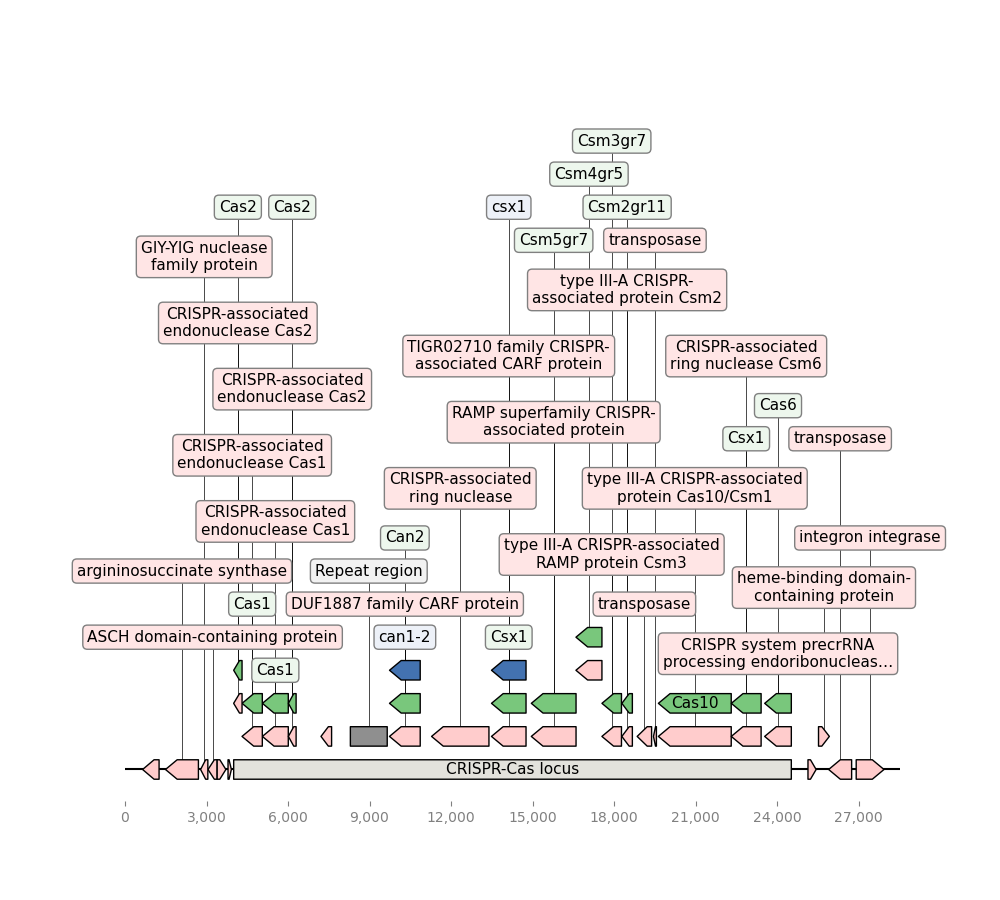 Csm3gr7
Csm4gr5
Cas2
Cas2
csx1
Csm2gr11
Csm5gr7
transposase
GIY-YIG nuclease
family protein
type III-A CRISPR-
associated protein Csm2
CRISPR-associated
endonuclease Cas2
TIGR02710 family CRISPR-
associated CARF protein
CRISPR-associated
ring nuclease Csm6
CRISPR-associated
endonuclease Cas2
Cas6
RAMP superfamily CRISPR-
associated protein
Csx1
transposase
CRISPR-associated
endonuclease Cas1
CRISPR-associated
ring nuclease
type III-A CRISPR-associated
protein Cas10/Csm1
CRISPR-associated
endonuclease Cas1
Can2
integron integrase
type III-A CRISPR-associated
RAMP protein Csm3
argininosuccinate synthase
Repeat region
heme-binding domain-
containing protein
Cas1
DUF1887 family CARF protein
transposase
ASCH domain-containing protein
can1-2
Csx1
CRISPR system precrRNA
processing endoribonucleas...
Cas1
Cas10
CRISPR-Cas locus
0
3,000
6,000
9,000
12,000
15,000
18,000
21,000
24,000
27,000